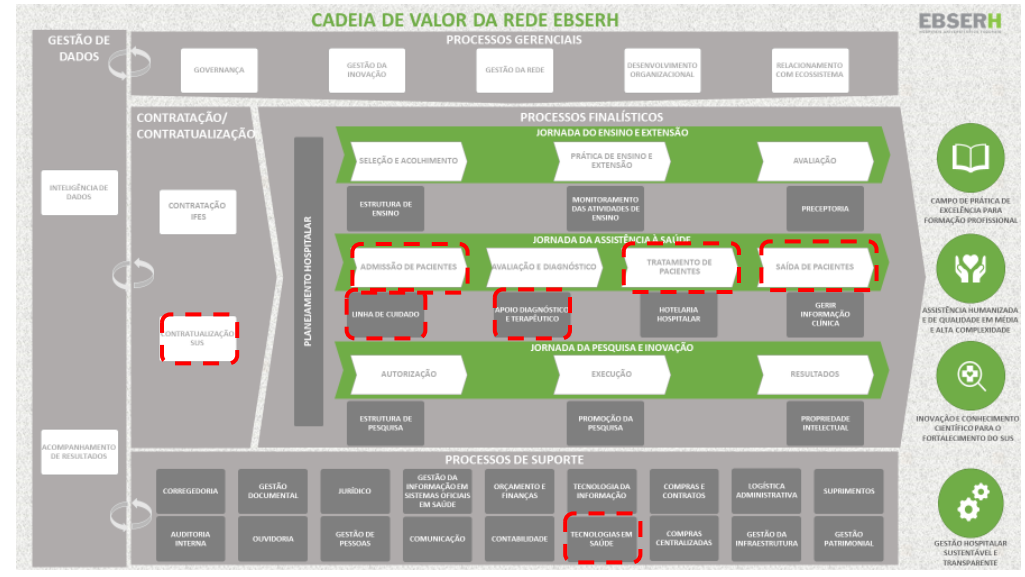 CADEIA DE VALOR DA REDE EBSERH
EBSERH
GESTÃO DE
DADOS
INTELIGÊNCIA DE
DADOS
ACOMPANHAMENTO
DE RESULTADOS
PROCESSOS GERENCIAIS
GOVERNANÇA
GESTÃO DA
INOVAÇÃO
GESTÃO DA REDE
DESENVOLVIMENTO
ORGANIZACIONAL
RELACIONAMENTO
COM ECOSSISTEMA
CONTRATAÇÃO/
CONTRATUALIZAÇÃO
CONTRATAÇÃO
IFES
CONTRATUALIZAÇÃO
SUS
PROCESSOS FINALÍSTICOS
PLANEJAMENTO HOSPITALAR
JORNADA DO ENSINO E EXTENSÃO
SELEÇÃO E ACOLHIMENTO
PRÁTICA DE ENSINO E
EXTENSÃO
AVALIAÇÃO
ESTRUTURA DE
ENSINO
MONITORAMENTO
DAS ATIVIDADES DE
ENSINO
PRECEPTORIA
JORNADA DA ASSISTÊNCIA À SAÚDE
ADMISSÃO DE PACIENTES
AVALIAÇÃO E DIAGNÓSTICO
TRATAMENTO DE
PACIENTES
SAÍDA DE PACIENTES
LINHA DE CUIDADO
APOIO DIAGNÓSTICO
E TERAPÊUTICO
HOTELARIA
HOSPITALAR
GERIR
INFORMAÇÃO
CLÍNICA
JORNADA DA PESQUISA E INOVAÇÃO
AUTORIZAÇÃO
EXECUÇÃO
RESULTADOS
ESTRUTURA DE
PESQUISA
PROMOÇÃO DA
PESQUISA
PROPRIEDADE
INTELECTUAL
PROCESSOS DE SUPORTE
CORREGEDORIA
GESTÃO
DOCUMENTAL
JURÍDICO
GESTÃO DA
INFORMAÇÃO EM
SISTEMAS OFICIAIS
EM SAÚDE
ORÇAMENTO E
FINANÇAS
TECNOLOGIA DA
INFORMAÇÃO
COMPRAS E
CONTRATOS
LOGÍSTICA
ADMINISTRATIVA
SUPRIMENTOS
AUDITORIA
INTERNA
OUVIDORIA
GESTÃO DE
PESSOAS
COMUNICAÇÃO
CONTABILIDADE
TECNOLOGIAS EM
SAÚDE
COMPRAS
CENTRALIZADAS
GESTÃO DA
INFRAESTRUTURA
GESTÃO
PATRIMONIAL
CAMPO DE PRÁTICA DE
EXCELÊNCIA PARA
FORMAÇÃO PROFISSIONAL
ASSISTÊNCIA HUMANIZADA
E DE QUALIDADE EM MÉDIA
E ALTA COMPLEXIDADE
INOVAÇÃO E CONHECIMENTO
CIENTÍFICO PARA O
FORTALECIMENTO DO SUS
GESTÃO HOSPITALAR
SUSTENTÁVEL E
TRANSPARENTE